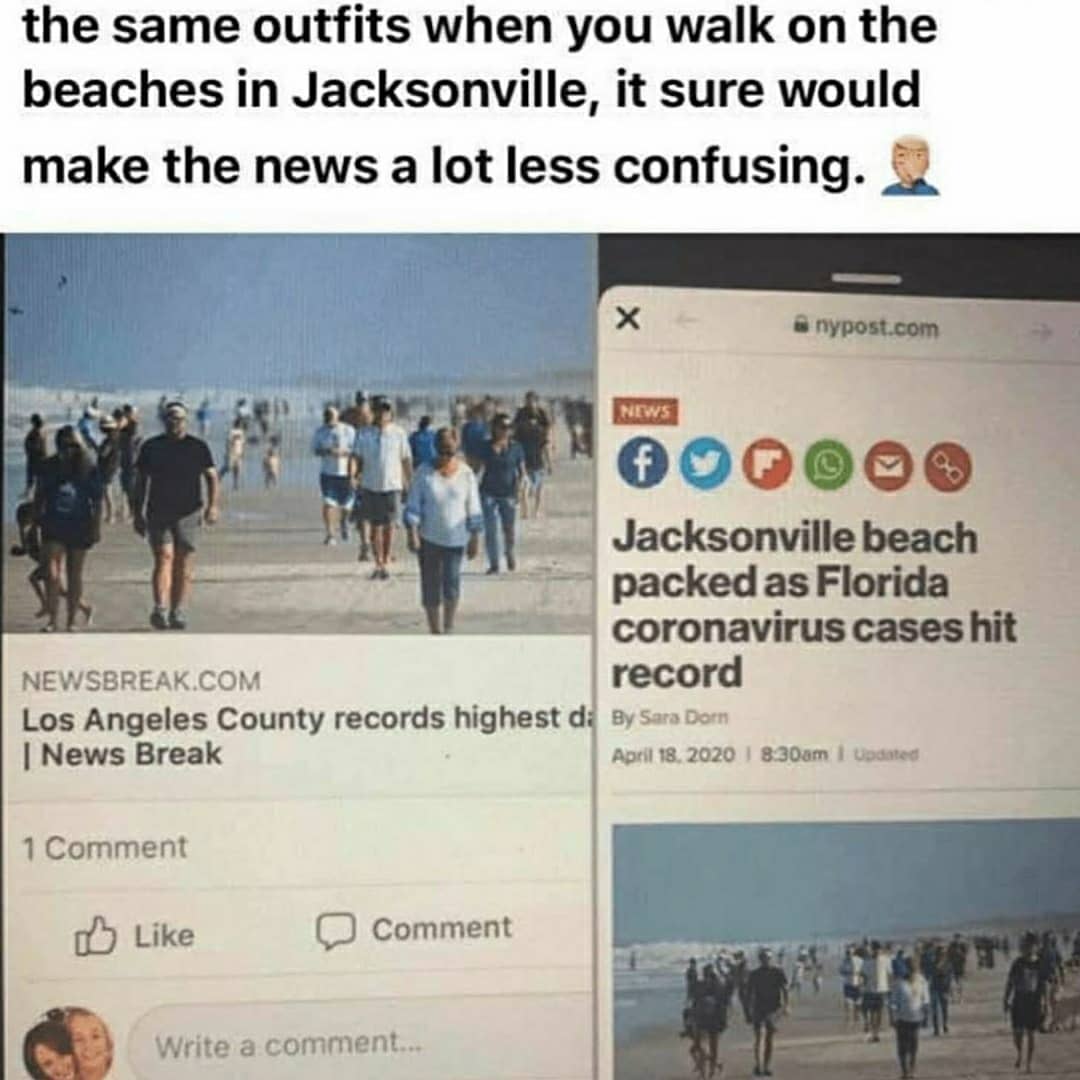 the same outfits when you walk on the
beaches in Jacksonville, it sure would
make the news a lot less confusing.
nypost.com
NEWS
Jacksonville beach
packed as Florida
coronavirus cases hit
record
By Sara Dorn
April 18, 2020 | 8:30am | Updated
NEWSBREAK.COM
Los Angeles County records highest da
| News Break
1 Comment
Like
Comment
Write a comment...